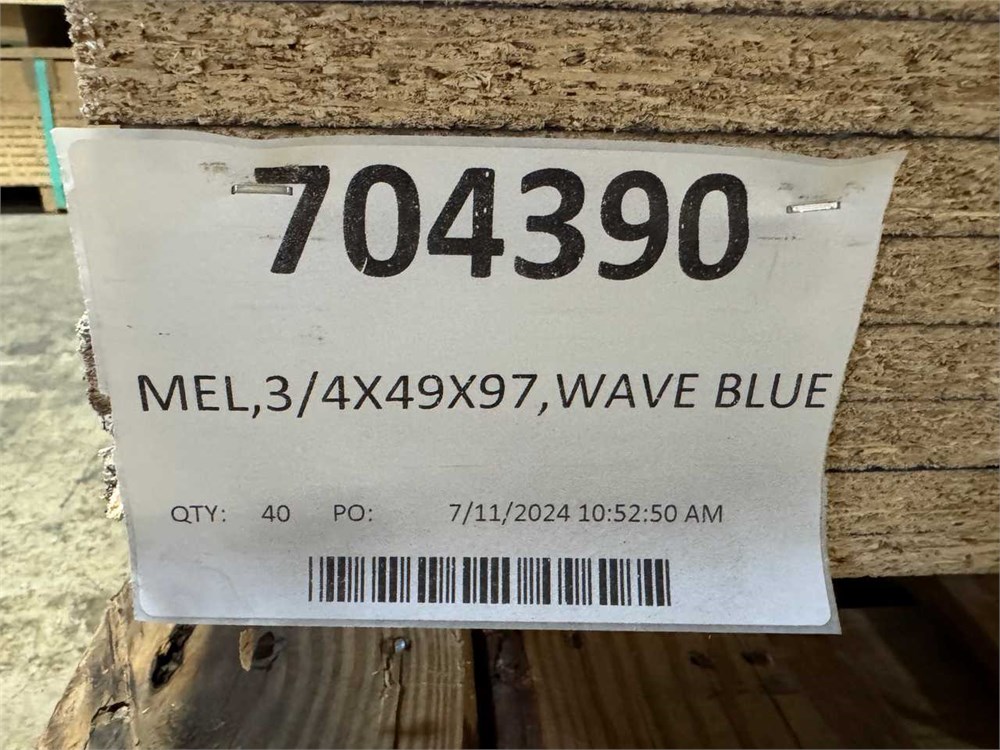 704390
MEL,3/4X49X97,WAVE BLUE
QTY: 40 PO: 7/11/2024 10:52:50 AM